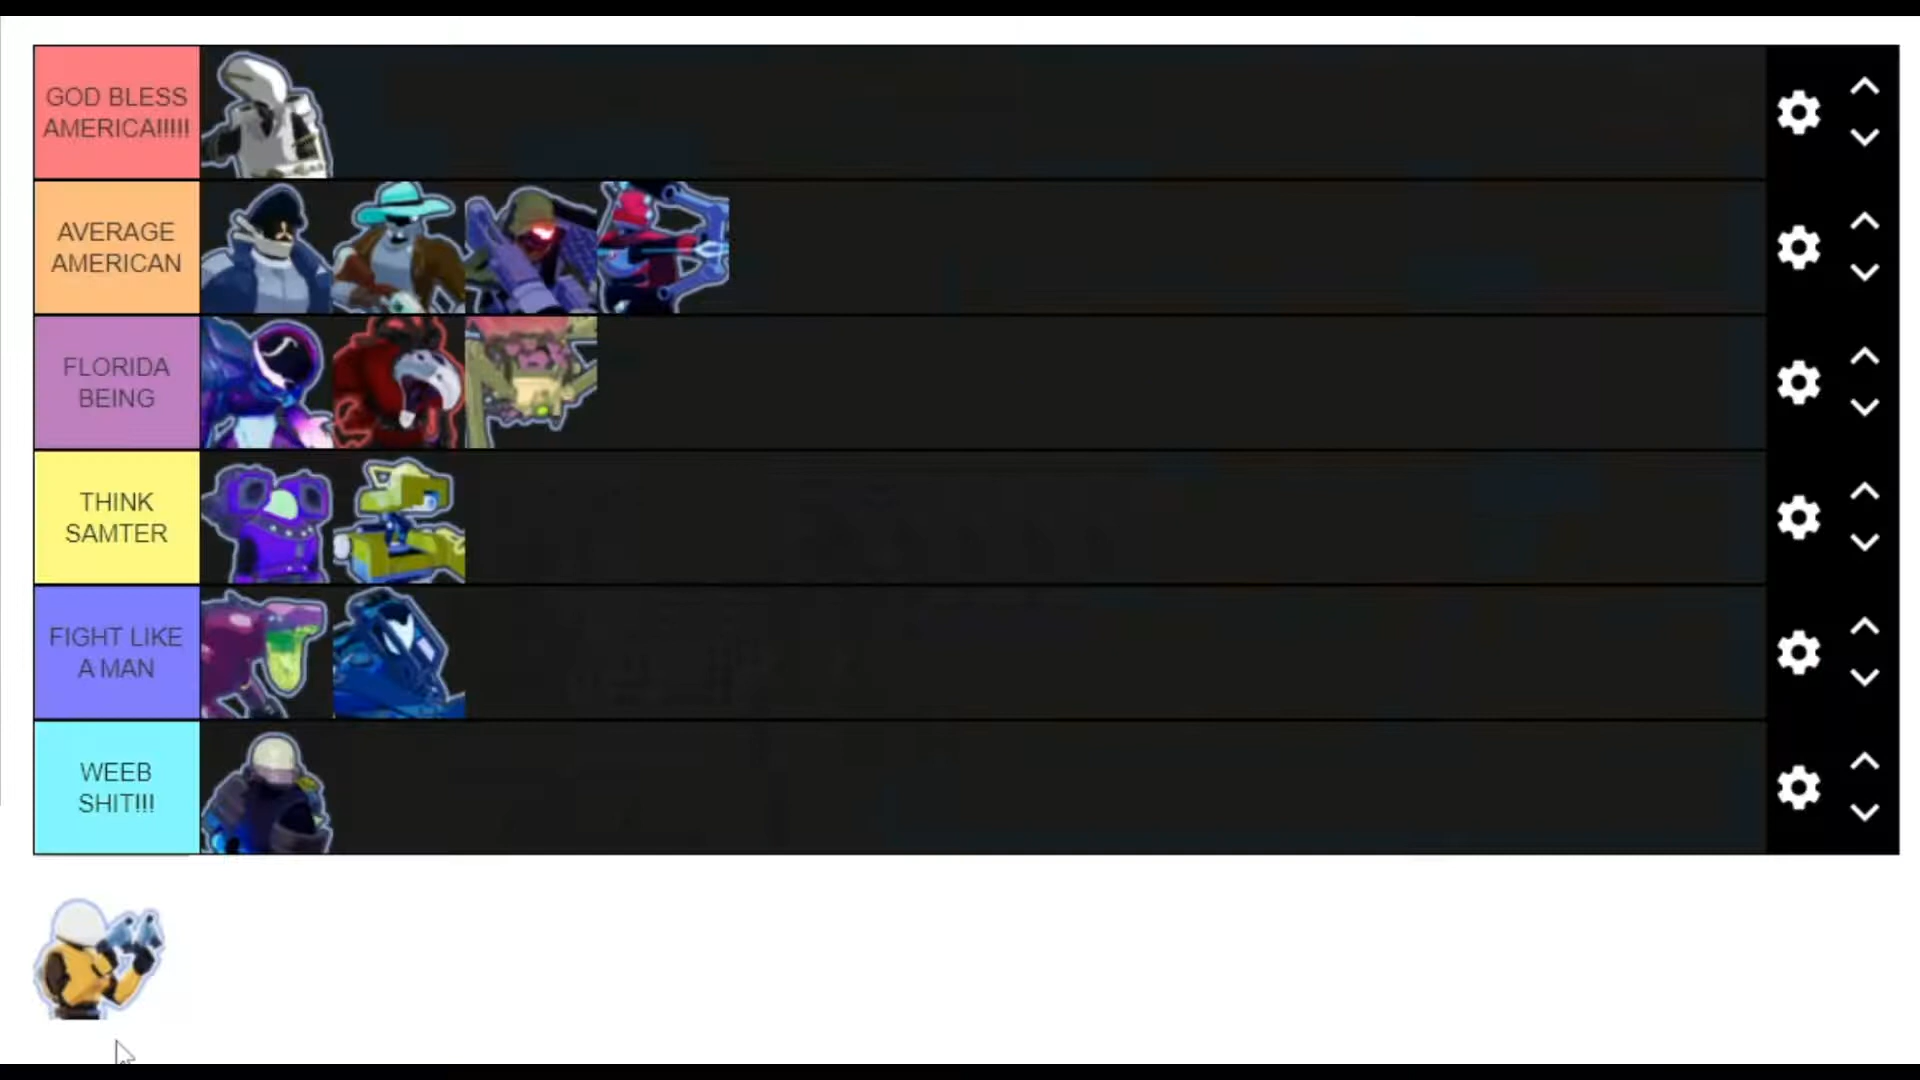 GOD BLESS
AMERICA!!!!!
AVERAGE
AMERICAN
FLORIDA
BEING
THINK
SAMTER
FIGHT LIKE
A MAN
WEEB
SHIT!!!